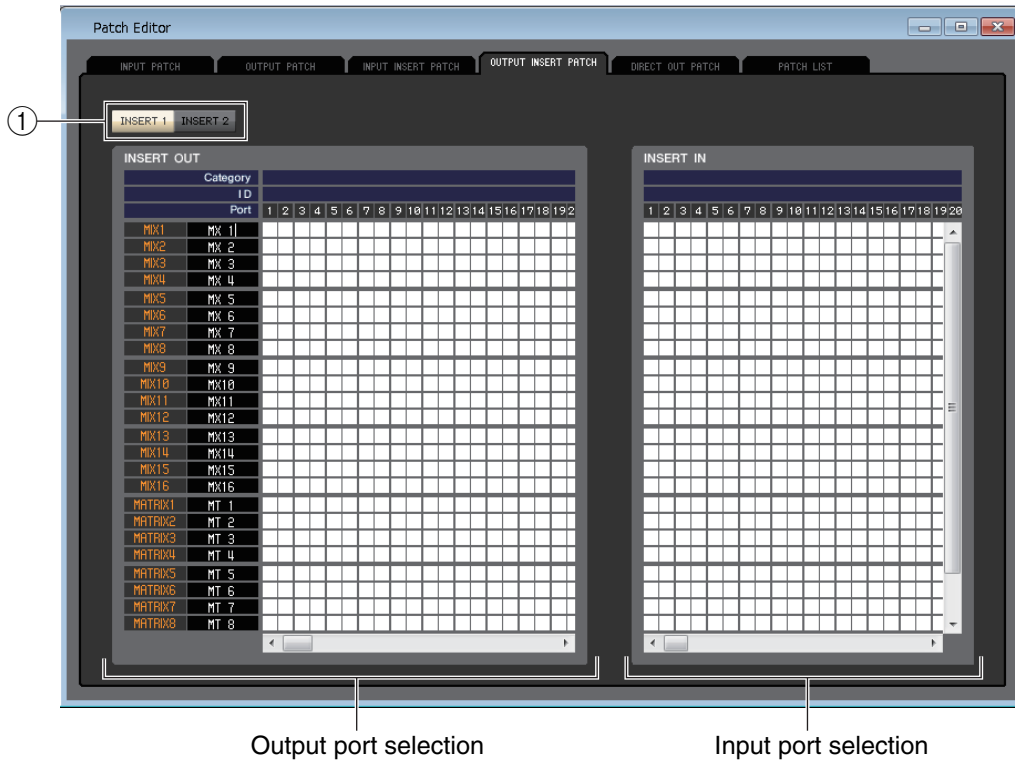 Patch Editor
INPUT PATCH OUTPUT PATCH INPUT INSERT PATCH OUTPUT INSERT PATCH DIRECT OUT PATCH PATCH LIST
1
INSERT 1 INSERT 2
INSERT OUT INSERT IN
Category
ID
Port 1 2 3 4 5 6 7 8 9 10 11 12 13 14 15 16 17 18 19 2 1 2 3 4 5 6 7 8 9 10 11 12 13 14 15 16 17 18 19 20
MIX1 MX 1
MIX2 MX 2
MIX3 MX 3
MIX4 MX 4
MIX5 MX 5
MIX6 MX 6
MIX7 MX 7
MIX8 MX 8
MIX9 MX 9
MIX10 MX10
MIX11 MX11
MIX12 MX12
MIX13 MX13
MIX14 MX14
MIX15 MX15
MIX16 MX16
MATRIX1 MT 1
MATRIX2 MT 2
MATRIX3 MT 3
MATRIX4 MT 4
MATRIX5 MT 5
MATRIX6 MT 6
MATRIX7 MT 7
MATRIX8 MT 8
Output port selection Input port selection